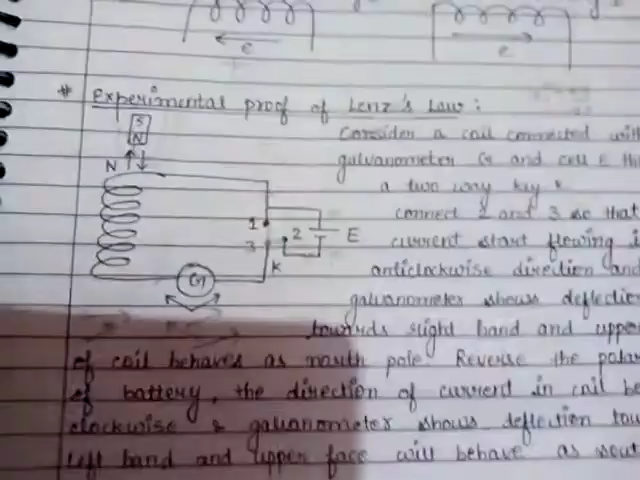 e
e
* Experimental proof of Lenz's Law:
S
N
N
Consider a coil connected with
galvanometer G and cell E thr
a two way key K
connect 2 and 3 so that
current start flowing in
anticlockwise direction and
galvanometer shows deflectio
towards right hand and upper
1
2
3
E
K
G
of coil behaves as north pole. Reverse the polar
of battery, the direction of current in coil be
clockwise & galvanometer shows deflection tow
left hand and upper face will behave as sout